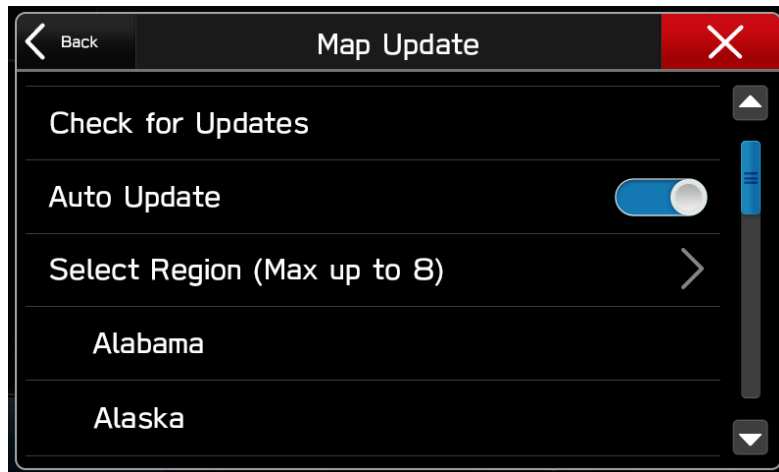 Back
Map Update
Check for Updates
Auto Update
Select Region (Max up to 8)
Alabama
Alaska